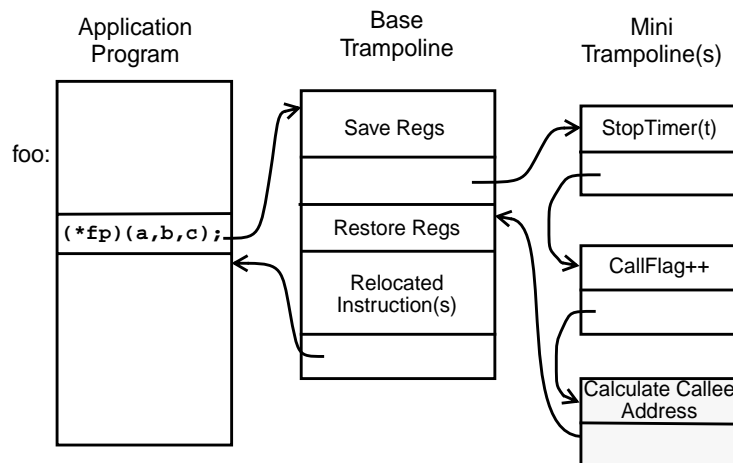 Application
Program
Base
Trampoline
Mini
Trampoline(s)
foo:
(*fp)(a,b,c);
Save Regs
Restore Regs
Relocated
Instruction(s)
StopTimer(t)
CallFlag++
Calculate Callee
Address